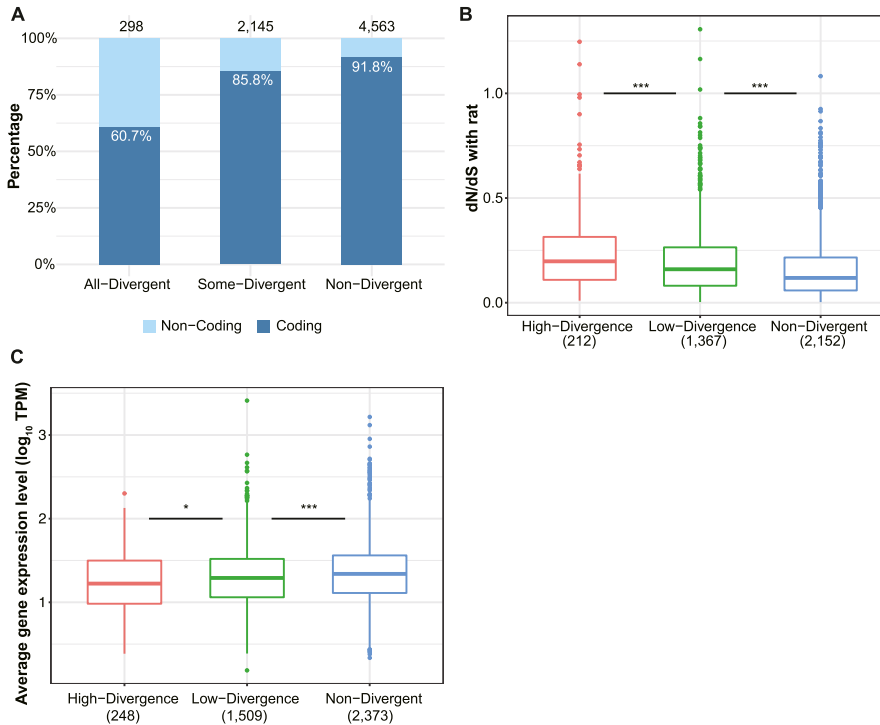 A
298 2,145 4,563
100%
75%
50%
25%
0%
Percentage
60.7%
85.8%
91.8%
All−Divergent Some−Divergent Non−Divergent
Non−Coding Coding
B
dN/dS with rat
1.0
0.5
0.0
*** ***
High−Divergence Low−Divergence Non−Divergent
(212) (1,367) (2,152)
C
Average gene expression level (log10 TPM)
3
2
1
* ***
High−Divergence Low−Divergence Non−Divergent
(248) (1,509) (2,373)